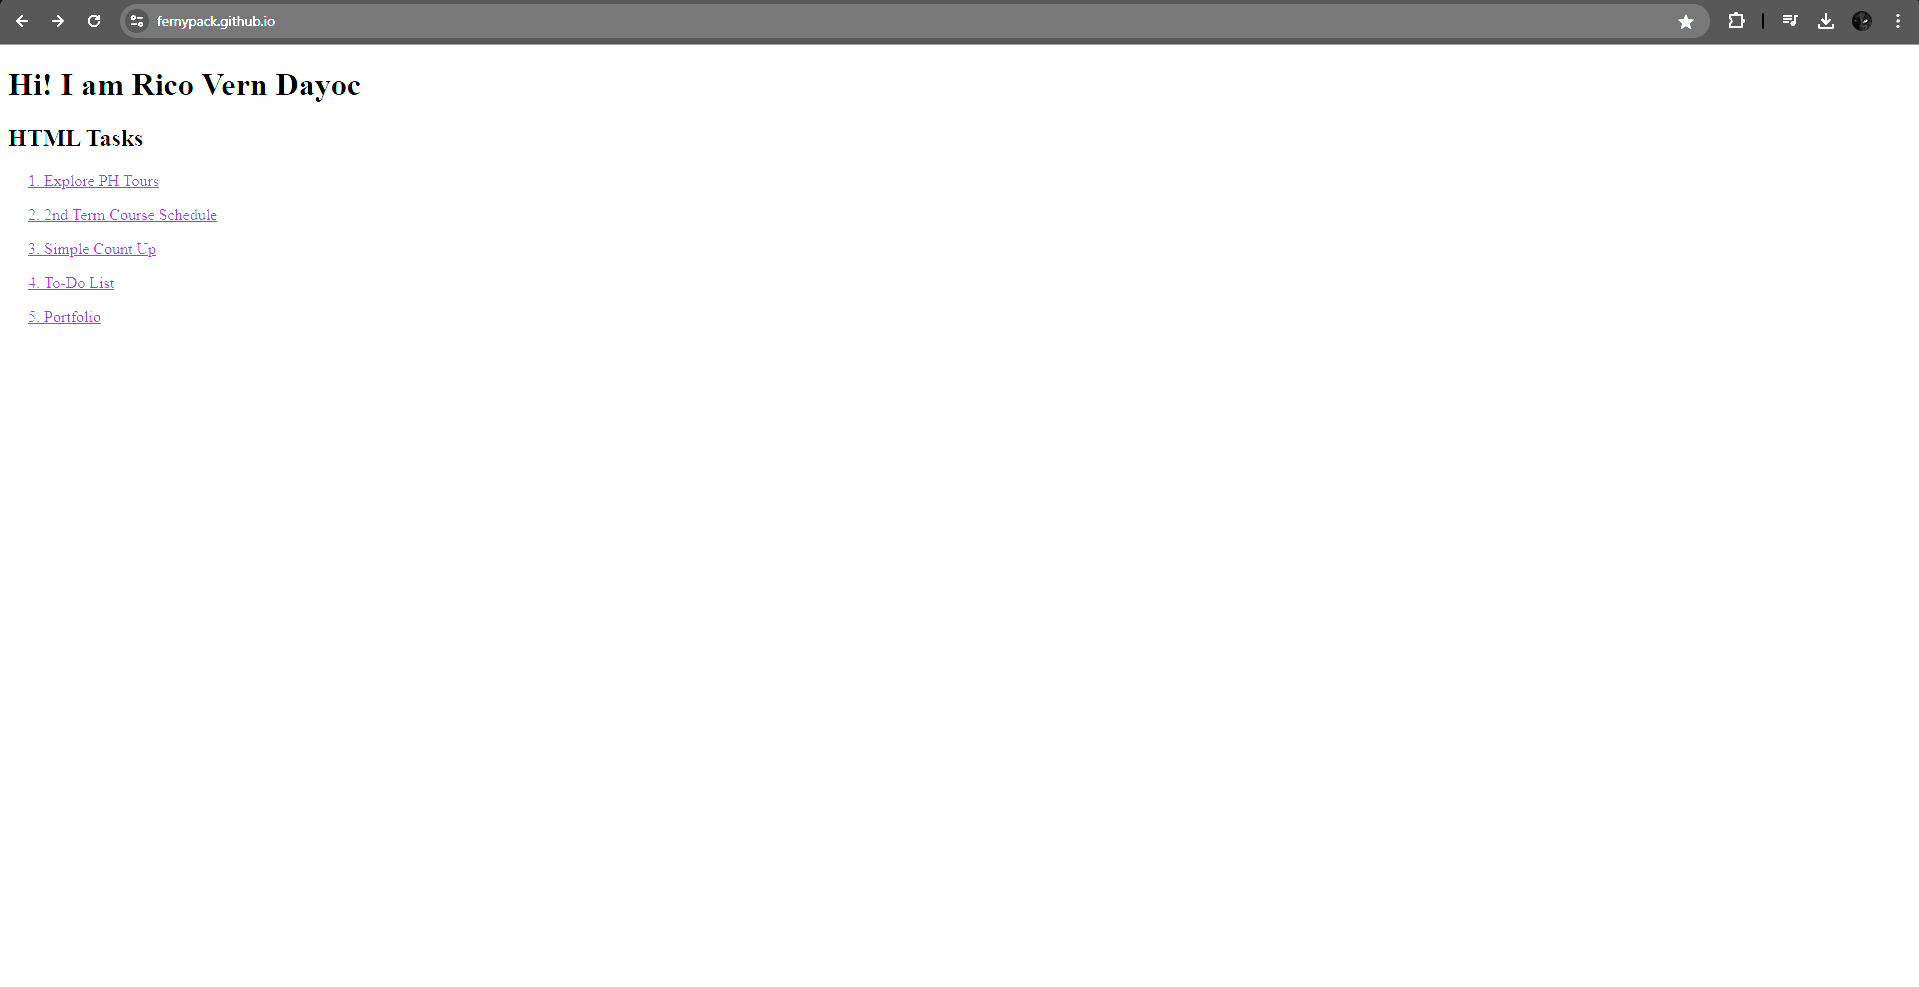 fernypack.github.io
Hi! I am Rico Vern Dayoc
HTML Tasks
1. Explore PH Tours
2. 2nd Term Course Schedule
3. Simple Count Up
4. To-Do List
5. Portfolio